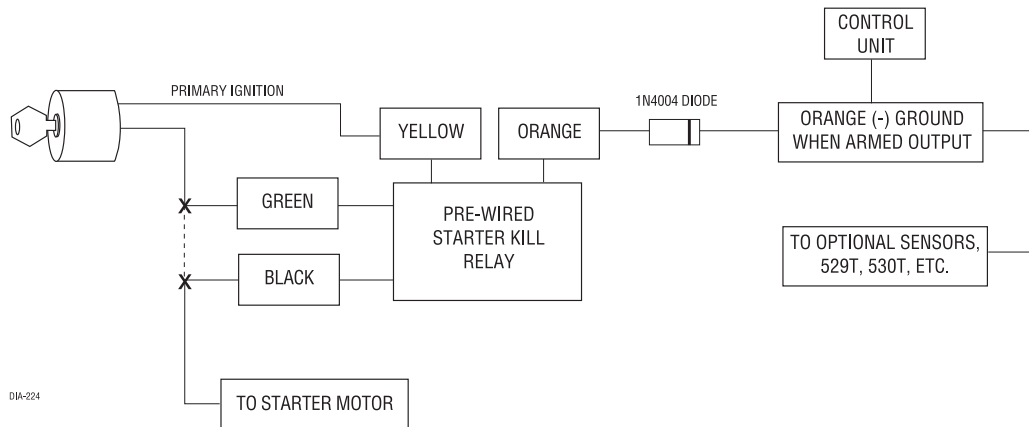 CONTROL
UNIT
PRIMARY IGNITION
1N4004 DIODE
YELLOW
ORANGE
ORANGE (-) GROUND
WHEN ARMED OUTPUT
GREEN
PRE-WIRED
STARTER KILL
RELAY
TO OPTIONAL SENSORS,
529T, 530T, ETC.
X
X
BLACK
TO STARTER MOTOR
DIA-224